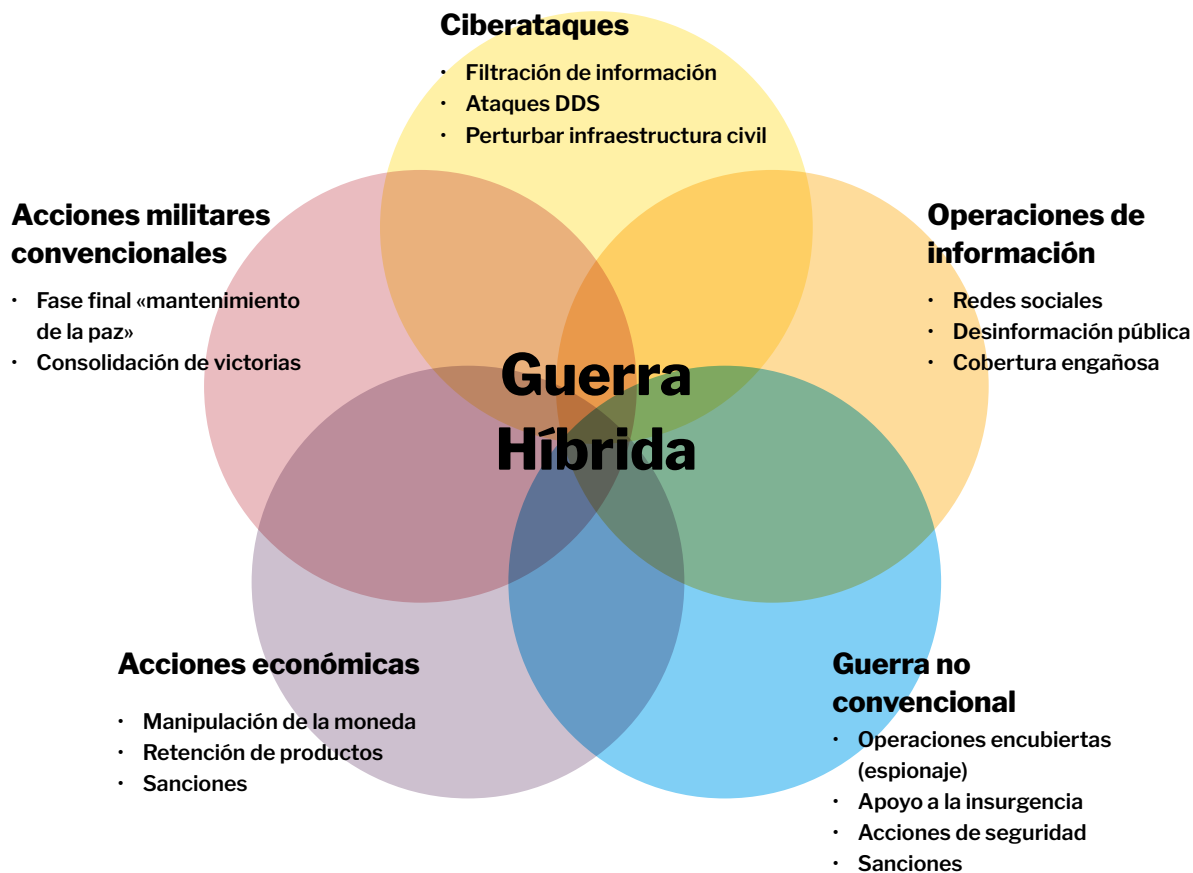 Ciberataques
• Filtración de información
• Ataques DDS
• Perturbar infraestructura civil
Acciones militares
convencionales
• Fase final «mantenimiento
de la paz»
• Consolidación de victorias
Operaciones de
información
• Redes sociales
• Desinformación pública
• Cobertura engañosa
Guerra
Híbrida
Acciones económicas
• Manipulación de la moneda
• Retención de productos
• Sanciones
Guerra no
convencional
• Operaciones encubiertas
(espionaje)
• Apoyo a la insurgencia
• Acciones de seguridad
• Sanciones